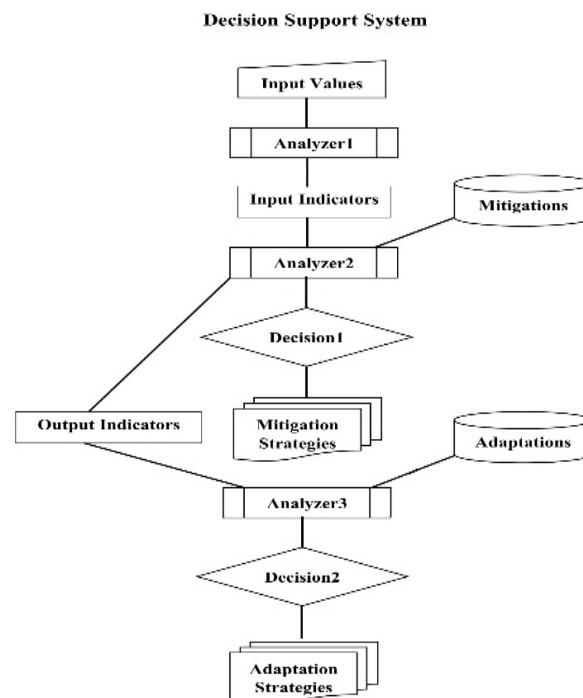 Decision Support System
Input Values
Analyzer1
Input Indicators
Mitigations
Analyzer2
Decision1
Output Indicators
Mitigation
Strategies
Adaptations
Analyzer3
Decision2
Adaptation
Strategies